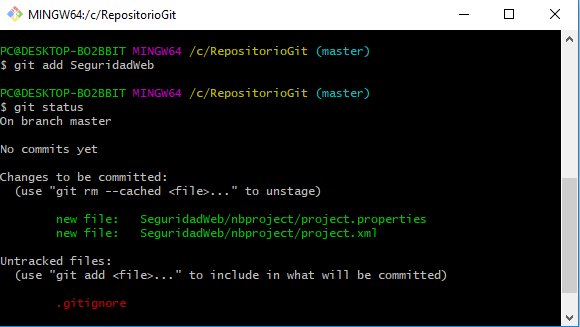 MINGW64:/c/RepositorioGit
PC@DESKTOP-BO2BBIT MINGW64 /c/RepositorioGit (master)
$ git add SeguridadWeb
PC@DESKTOP-BO2BBIT MINGW64 /c/RepositorioGit (master)
$ git status
On branch master
No commits yet
Changes to be committed:
(use "git rm --cached <file>..." to unstage)
new file: SeguridadWeb/nbproject/project.properties
new file: SeguridadWeb/nbproject/project.xml
Untracked files:
(use "git add <file>..." to include in what will be committed)
.gitignore